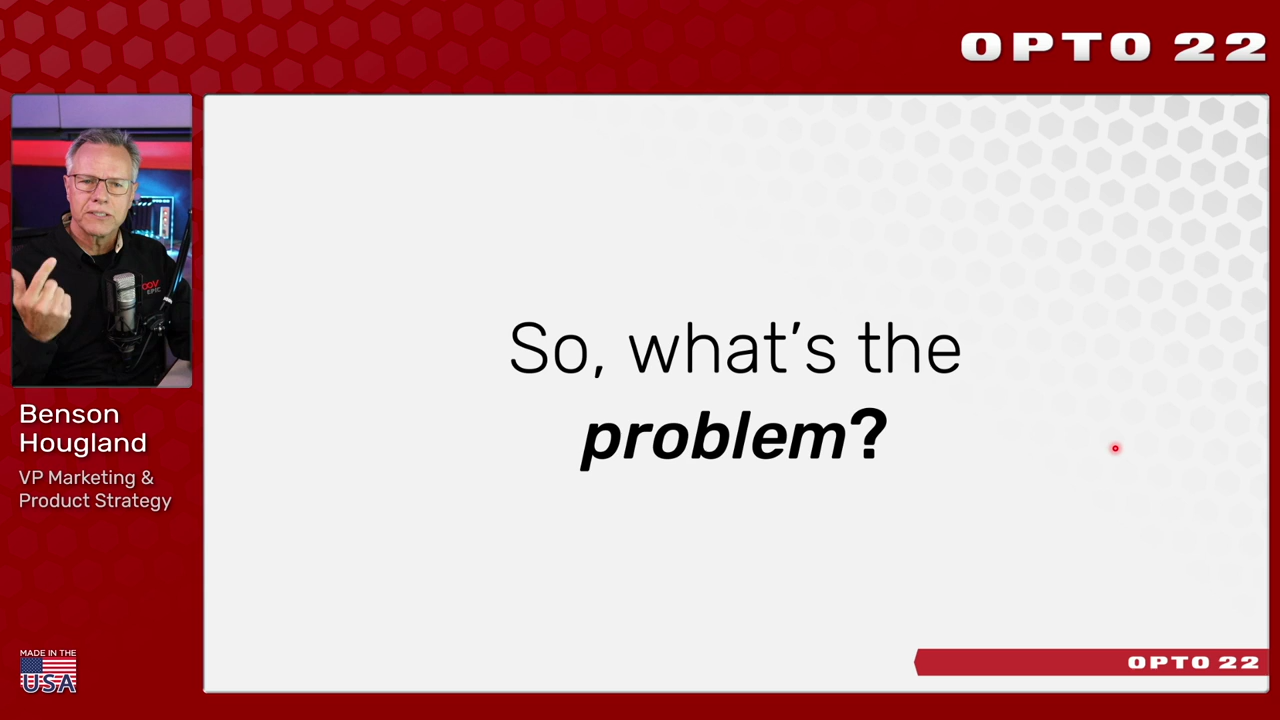 OPTO 22
So, what's the
problem?
Benson
Hougland
VP Marketing &
Product Strategy
MADE IN THE
USA
OPTO 22